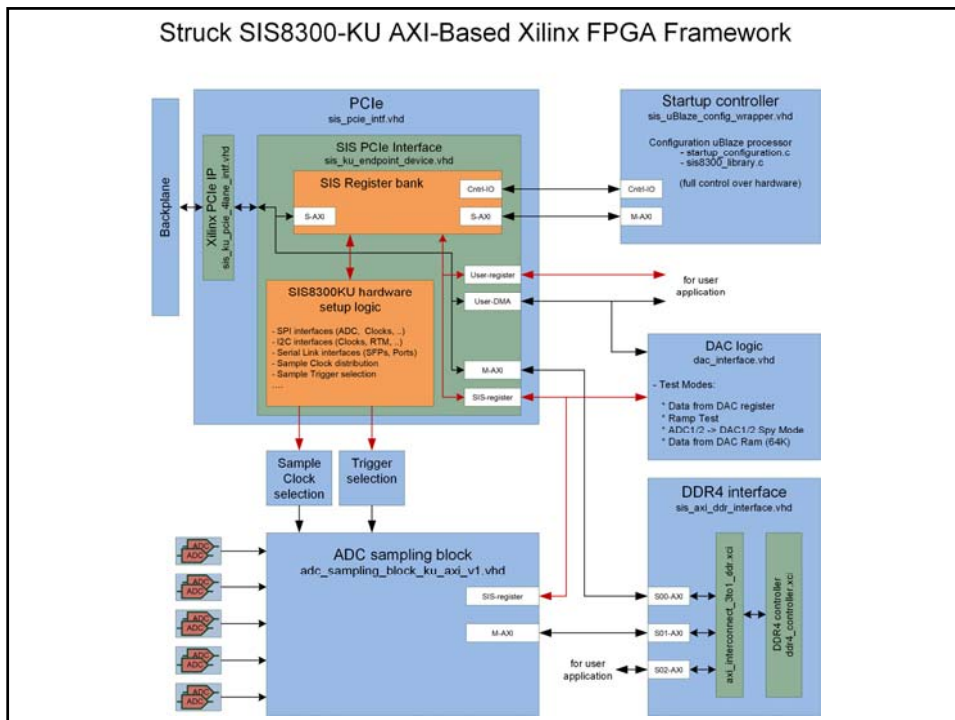 Struck SIS8300-KU AXI-Based Xilinx FPGA Framework
Backplane
PCIe
sis_pcie_intf.vhd
Xilinx PCIe IP
sis_ku_pcie_4lane_intf.vhd
SIS PCIe Interface
sis_ku_endpoint_device.vhd
SIS Register bank
Cntrl-IO
S-AXI
S-AXI
SIS8300KU hardware
setup logic
- SPI interfaces (ADC, Clocks, ..)
- I2C interfaces (Clocks, RTM, ..)
- Serial Link interfaces (SFPs, Ports)
- Sample Clock distribution
- Sample Trigger selection
....
User-register
User-DMA
M-AXI
SIS-register
Startup controller
sis_uBlaze_config_wrapper.vhd
Configuration uBlaze processor
- startup_configuration.c
- sis8300_library.c
(full control over hardware)
Cntrl-IO
M-AXI
for user
application
DAC logic
dac_interface.vhd
- Test Modes:
* Data from DAC register
* Ramp Test
* ADC1/2 -> DAC1/2 Spy Mode
* Data from DAC Ram (64K)
Sample
Clock
selection
Trigger
selection
ADC
ADC
ADC
ADC
ADC
ADC
ADC
ADC
ADC
ADC
ADC sampling block
adc_sampling_block_ku_axi_v1.vhd
SIS-register
M-AXI
DDR4 interface
sis_axi_ddr_interface.vhd
S00-AXI
S01-AXI
S02-AXI
axi_interconnect_3to1_ddr.xci
DDR4 controller
ddr4_controller.xci
for user
application